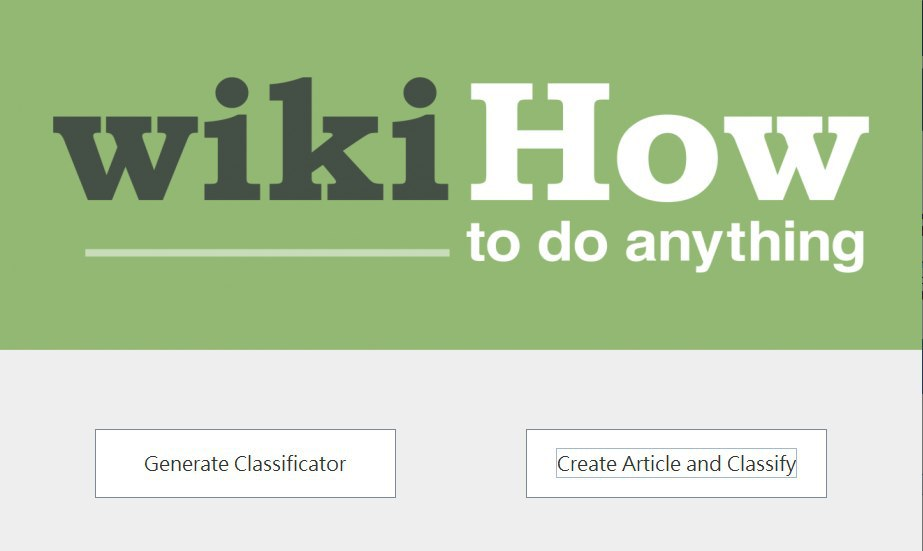 wikiHow
to do anything
Generate Classificator
Create Article and Classify